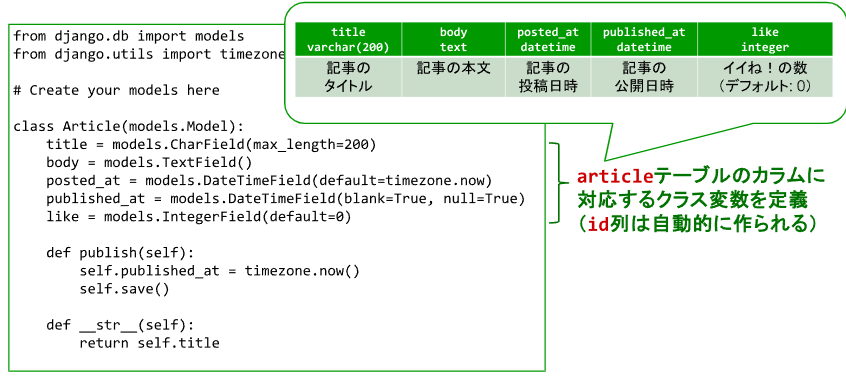 from django.db import models
from django.utils import timezone
# Create your models here
class Article(models.Model):
    title = models.CharField(max_length=200)
    body = models.TextField()
    posted_at = models.DateTimeField(default=timezone.now)
    published_at = models.DateTimeField(blank=True, null=True)
    like = models.IntegerField(default=0)
    def publish(self):
        self.published_at = timezone.now()
        self.save()
    def __str__(self):
        return self.title
title body posted_at published_at like
varchar(200) text datetime datetime integer
記事の 記事の本文 記事の 記事の イイね！の数
タイトル 投稿日時 公開日時 （デフォルト: 0）
articleテーブルのカラムに
対応するクラス変数を定義
（id列は自動的に作られる）